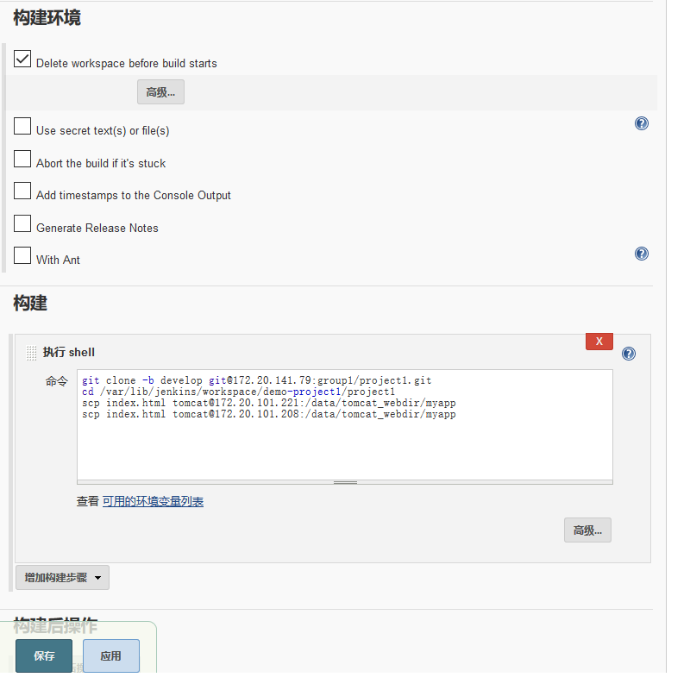 构建环境
Delete workspace before build starts
高级...
Use secret text(s) or file(s)
Abort the build if it's stuck
Add timestamps to the Console Output
Generate Release Notes
With Ant
构建
X
执行 shell
命令
git clone -b develop git@172.20.141.79:group1/project1.git
cd /var/lib/jenkins/workspace/demo-project1/project1
scp index.html tomcat@172.20.101.221:/data/tomcat_webdir/myapp
scp index.html tomcat@172.20.101.208:/data/tomcat_webdir/myapp
查看 可用的环境变量列表
高级...
增加构建步骤
构建后操作
保存 应用